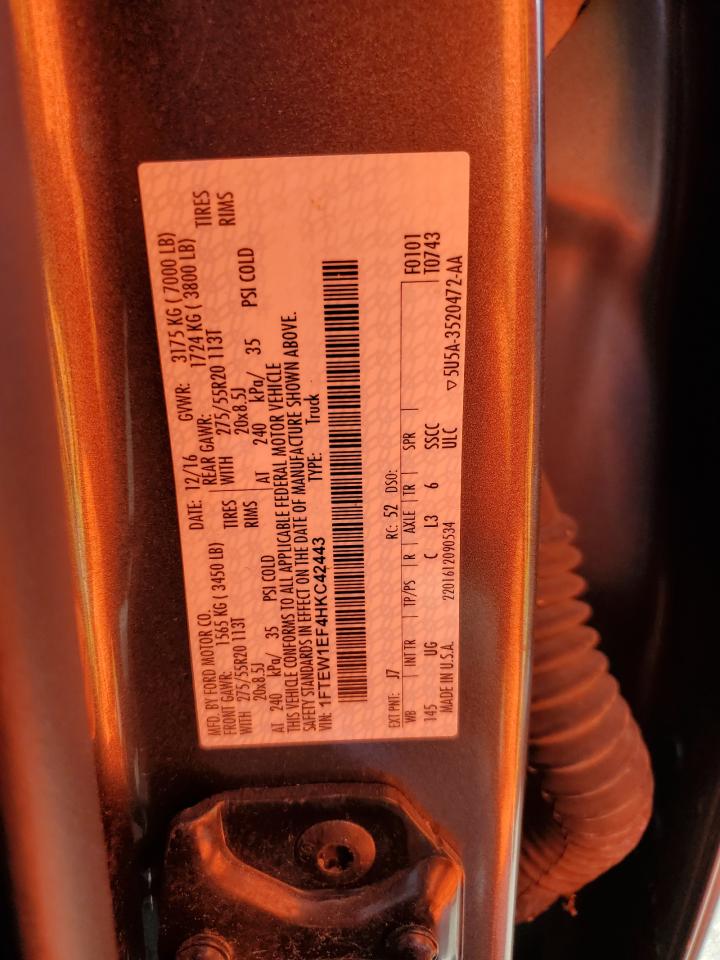 MFD. BY FORD MOTOR CO. DATE: 12/16 GVWR: 3175 KG ( 7000 LB)
FRONT GAWR: 1565 KG ( 3450 LB) REAR GAWR: 1724 KG ( 3800 LB)
WITH 275/55R20 113T TIRES WITH 275/55R20 113T TIRES
20x8.5J RIMS 20x8.5J RIMS
AT 240 kPa/ 35 PSI COLD AT 240 kPa/ 35 PSI COLD
THIS VEHICLE CONFORMS TO ALL APPLICABLE FEDERAL MOTOR VEHICLE
SAFETY STANDARDS IN EFFECT ON THE DATE OF MANUFACTURE SHOWN ABOVE.
VIN: 1FTEW1EF4HKC42443 TYPE: Truck
EXT PNT: J7 RC: 52 DSO: F0101
WB INT TR TP/PS R AXLE TR SPR T0743
145 UG C L3 6 SSCC
MADE IN U.S.A. 2201612090534 ULC ▽5U5A-3520472-AA